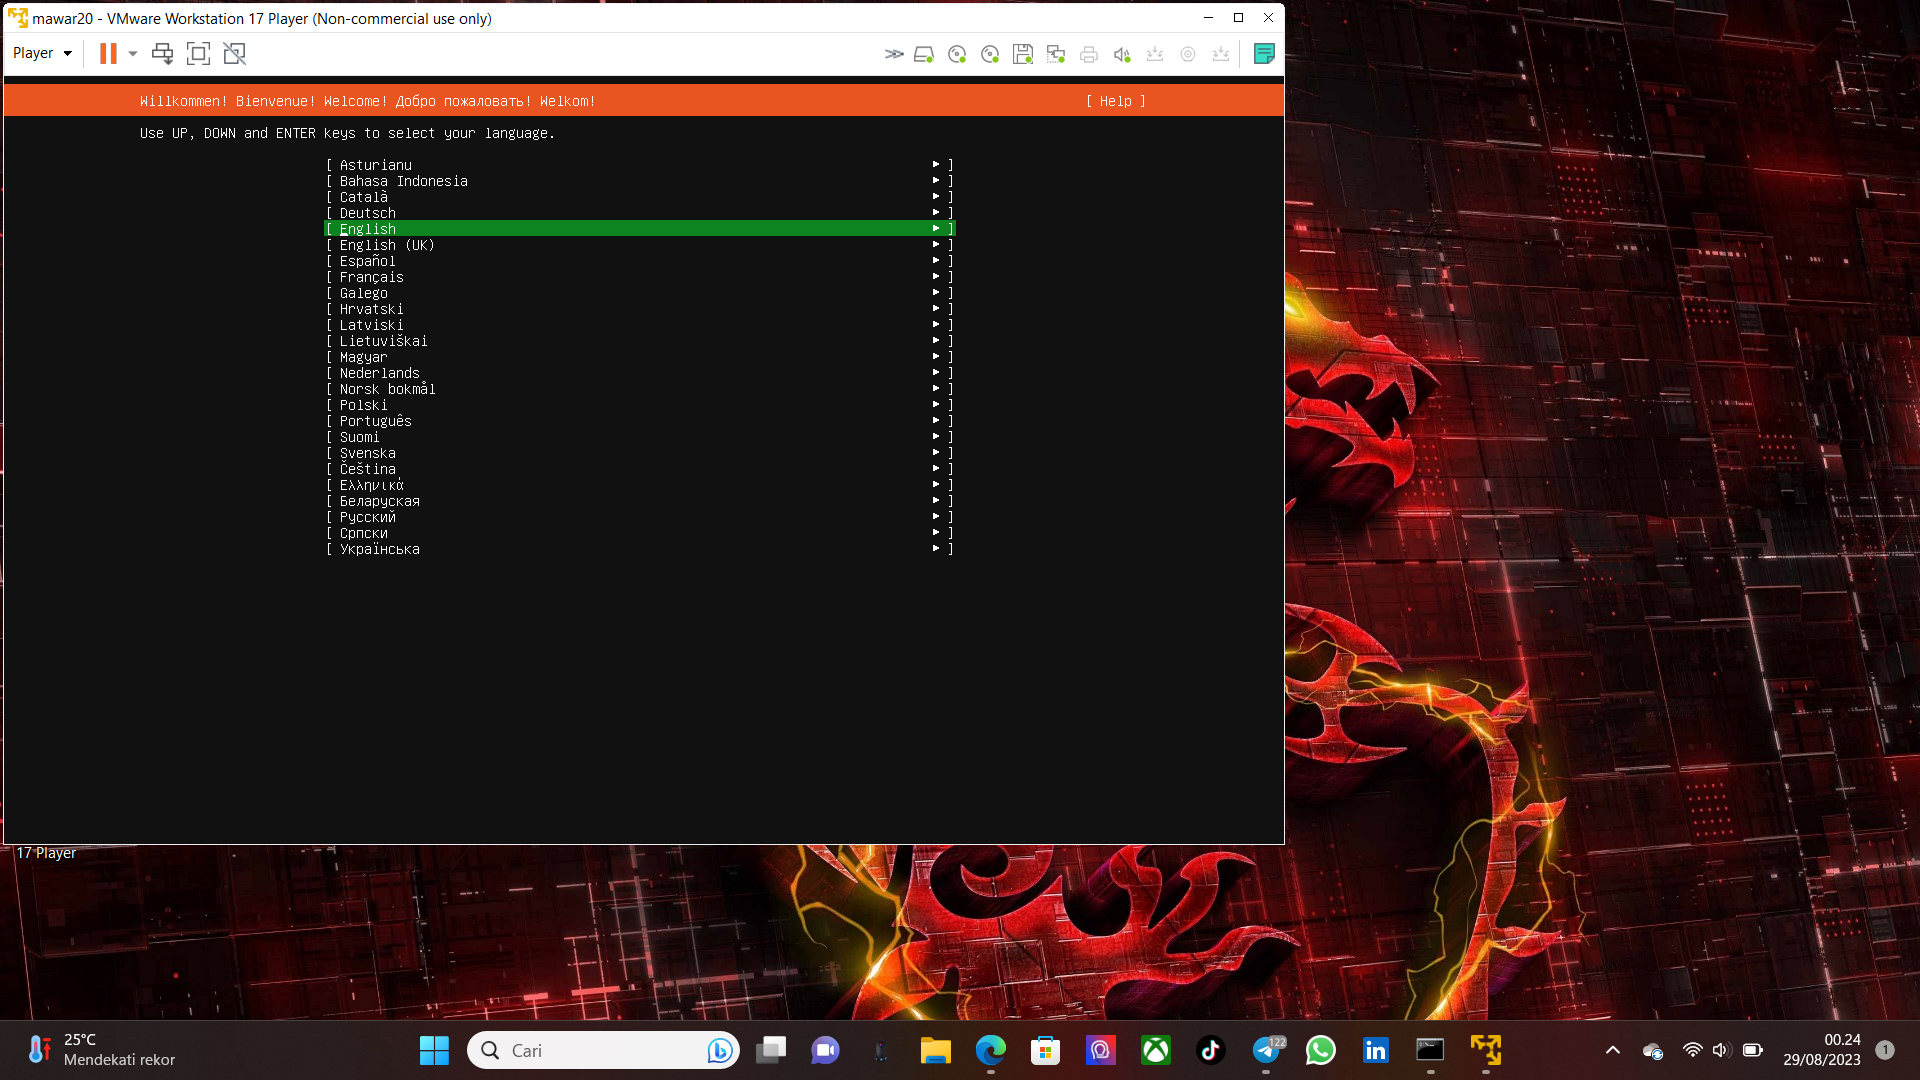 mawar20 - VMware Workstation 17 Player (Non-commercial use only)
Player
Willkommen! Bienvenue! Welcome! Добро пожаловать! Welkom! [ Help ]
Use UP, DOWN and ENTER keys to select your language.
[ Asturianu ► ]
[ Bahasa Indonesia ► ]
[ Català ► ]
[ Deutsch ► ]
[ English ► ]
[ English (UK) ► ]
[ Español ► ]
[ Français ► ]
[ Galego ► ]
[ Hrvatski ► ]
[ Latviski ► ]
[ Lietuviškai ► ]
[ Magyar ► ]
[ Nederlands ► ]
[ Norsk bokmål ► ]
[ Polski ► ]
[ Português ► ]
[ Suomi ► ]
[ Svenska ► ]
[ Čeština ► ]
[ Ελληνικά ► ]
[ Беларуская ► ]
[ Русский ► ]
[ Српски ► ]
[ Українська ► ]
17 Player
25°C
Mendekati rekor
Cari
122
in
00.24
29/08/2023
1